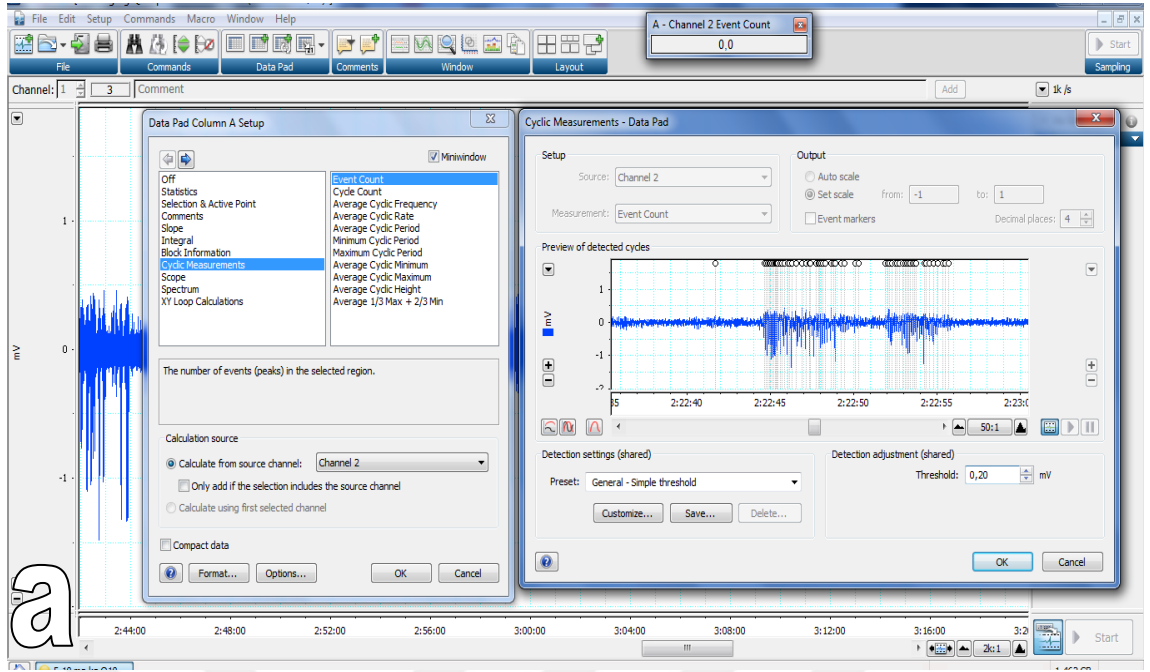 File Edit Setup Commands Macro Window Help
A - Channel 2 Event Count
0,0
Start
File Commands Data Pad Comments Window Layout Sampling
Channel: 1 3 Comment Add 1k /s
Data Pad Column A Setup
Miniwindow
Off
Statistics
Selection & Active Point
Comments
Slope
Integral
Block Information
Cyclic Measurements
Scope
Spectrum
XY Loop Calculations
Event Count
Cycle Count
Average Cyclic Frequency
Average Cyclic Rate
Average Cyclic Period
Minimum Cyclic Period
Maximum Cyclic Period
Average Cyclic Minimum
Average Cyclic Maximum
Average Cyclic Height
Average 1/3 Max + 2/3 Min
The number of events (peaks) in the selected region.
Calculation source
Calculate from source channel: Channel 2
Only add if the selection includes the source channel
Calculate using first selected channel
Compact data
Format... Options... OK Cancel
Cyclic Measurements - Data Pad
Setup
Source: Channel 2
Measurement: Event Count
Output
Auto scale
Set scale from: -1 to: 1
Event markers Decimal places: 4
Preview of detected cycles
1
mV
0
-1
-2
35 2:22:40 2:22:45 2:22:50 2:22:55 2:23:0
50:1
Detection settings (shared)
Preset: General - Simple threshold
Customize... Save... Delete...
Detection adjustment (shared)
Threshold: 0,20 mV
OK Cancel
1
mV
0
-1
a
2:44:00 2:48:00 2:52:00 2:56:00 3:00:00 3:04:00 3:08:00 3:12:00 3:16:00 3:2
2k:1
Start